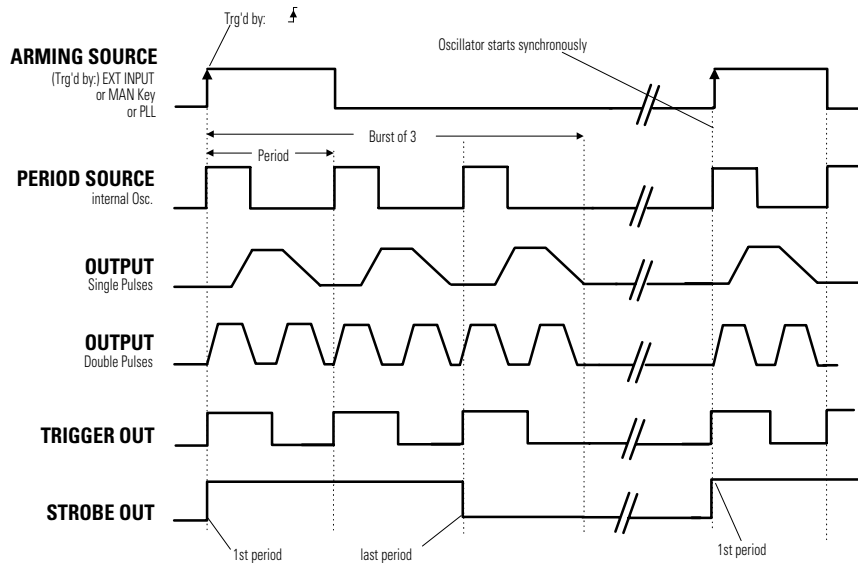 Trg'd by:
ARMING SOURCE
(Trg'd by:) EXT INPUT
or MAN Key
or PLL
Oscillator starts synchronously
Burst of 3
Period
PERIOD SOURCE
internal Osc.
OUTPUT
Single Pulses
OUTPUT
Double Pulses
TRIGGER OUT
STROBE OUT
1st period
last period
1st period